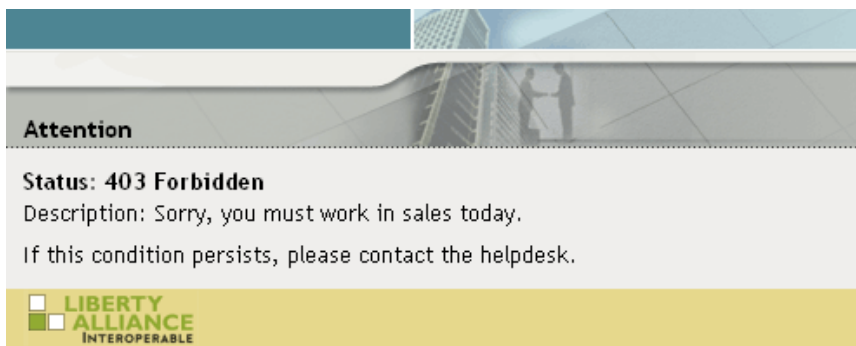 Attention
Status: 403 Forbidden
Description: Sorry, you must work in sales today.
If this condition persists, please contact the helpdesk.
LIBERTY
ALLIANCE
INTEROPERABLE